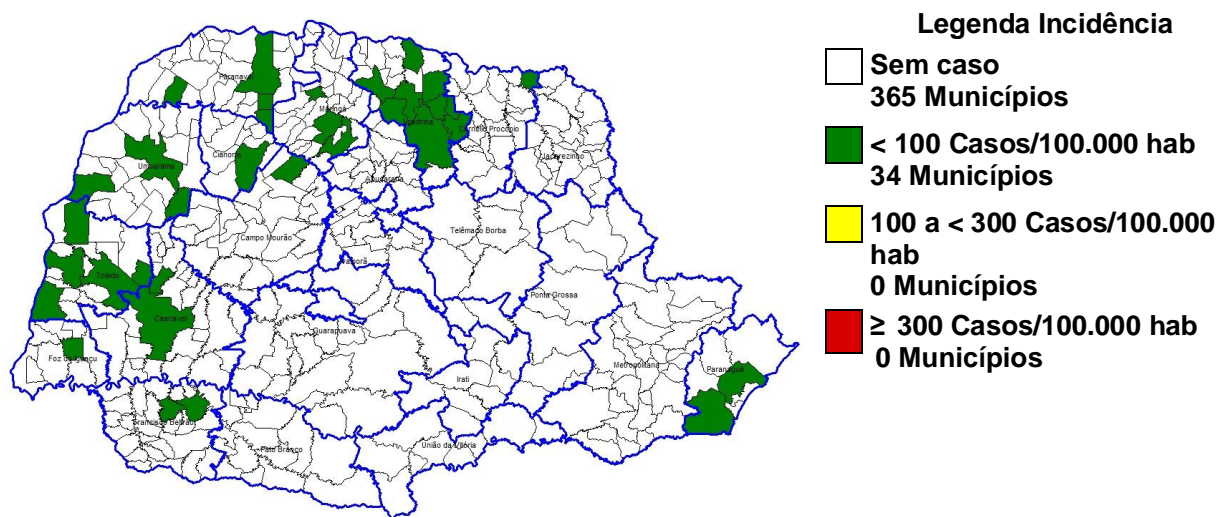 Legenda Incidência
Sem caso
365 Municípios
< 100 Casos/100.000 hab
34 Municípios
100 a < 300 Casos/100.000
hab
0 Municípios
≥ 300 Casos/100.000 hab
0 Municípios
Paranavaí
Maringá
Londrina
Cornélio Procópio
Jacarezinho
Cianorte
Umuarama
Apucarana
Telêmaco Borba
Campo Mourão
Ivaiporã
Toledo
Ponta Grossa
Cascavel
Guarapuava
Foz do Iguaçu
Metropolitana
Paranaguá
Irati
Francisco Beltrão
União da Vitória
Pato Branco